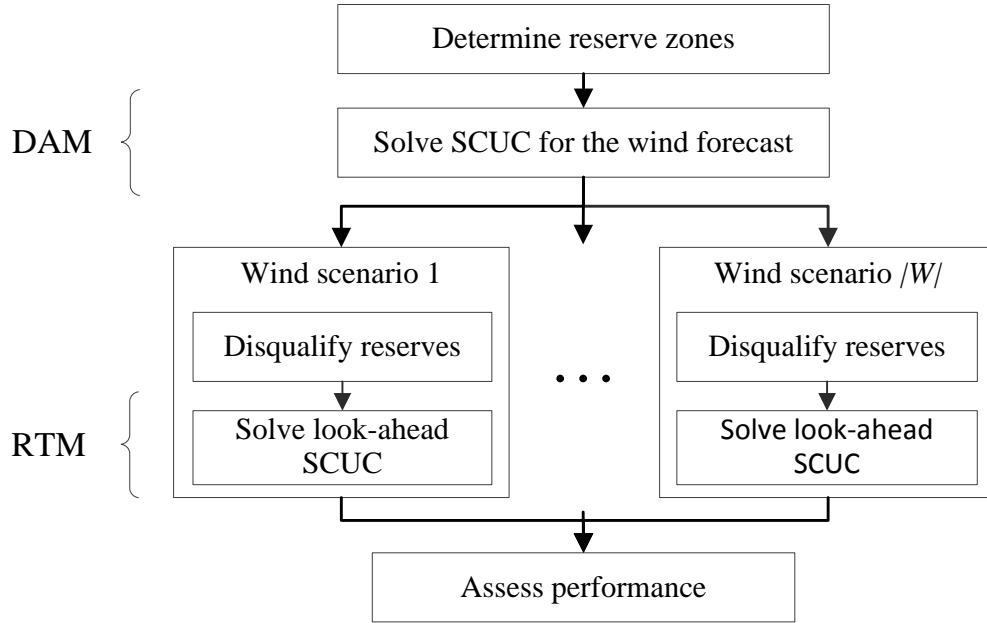 Determine reserve zones
DAM
Solve SCUC for the wind forecast
Wind scenario 1
Disqualify reserves
RTM
Solve look-ahead
SCUC
...
Wind scenario |W|
Disqualify reserves
Solve look-ahead
SCUC
Assess performance